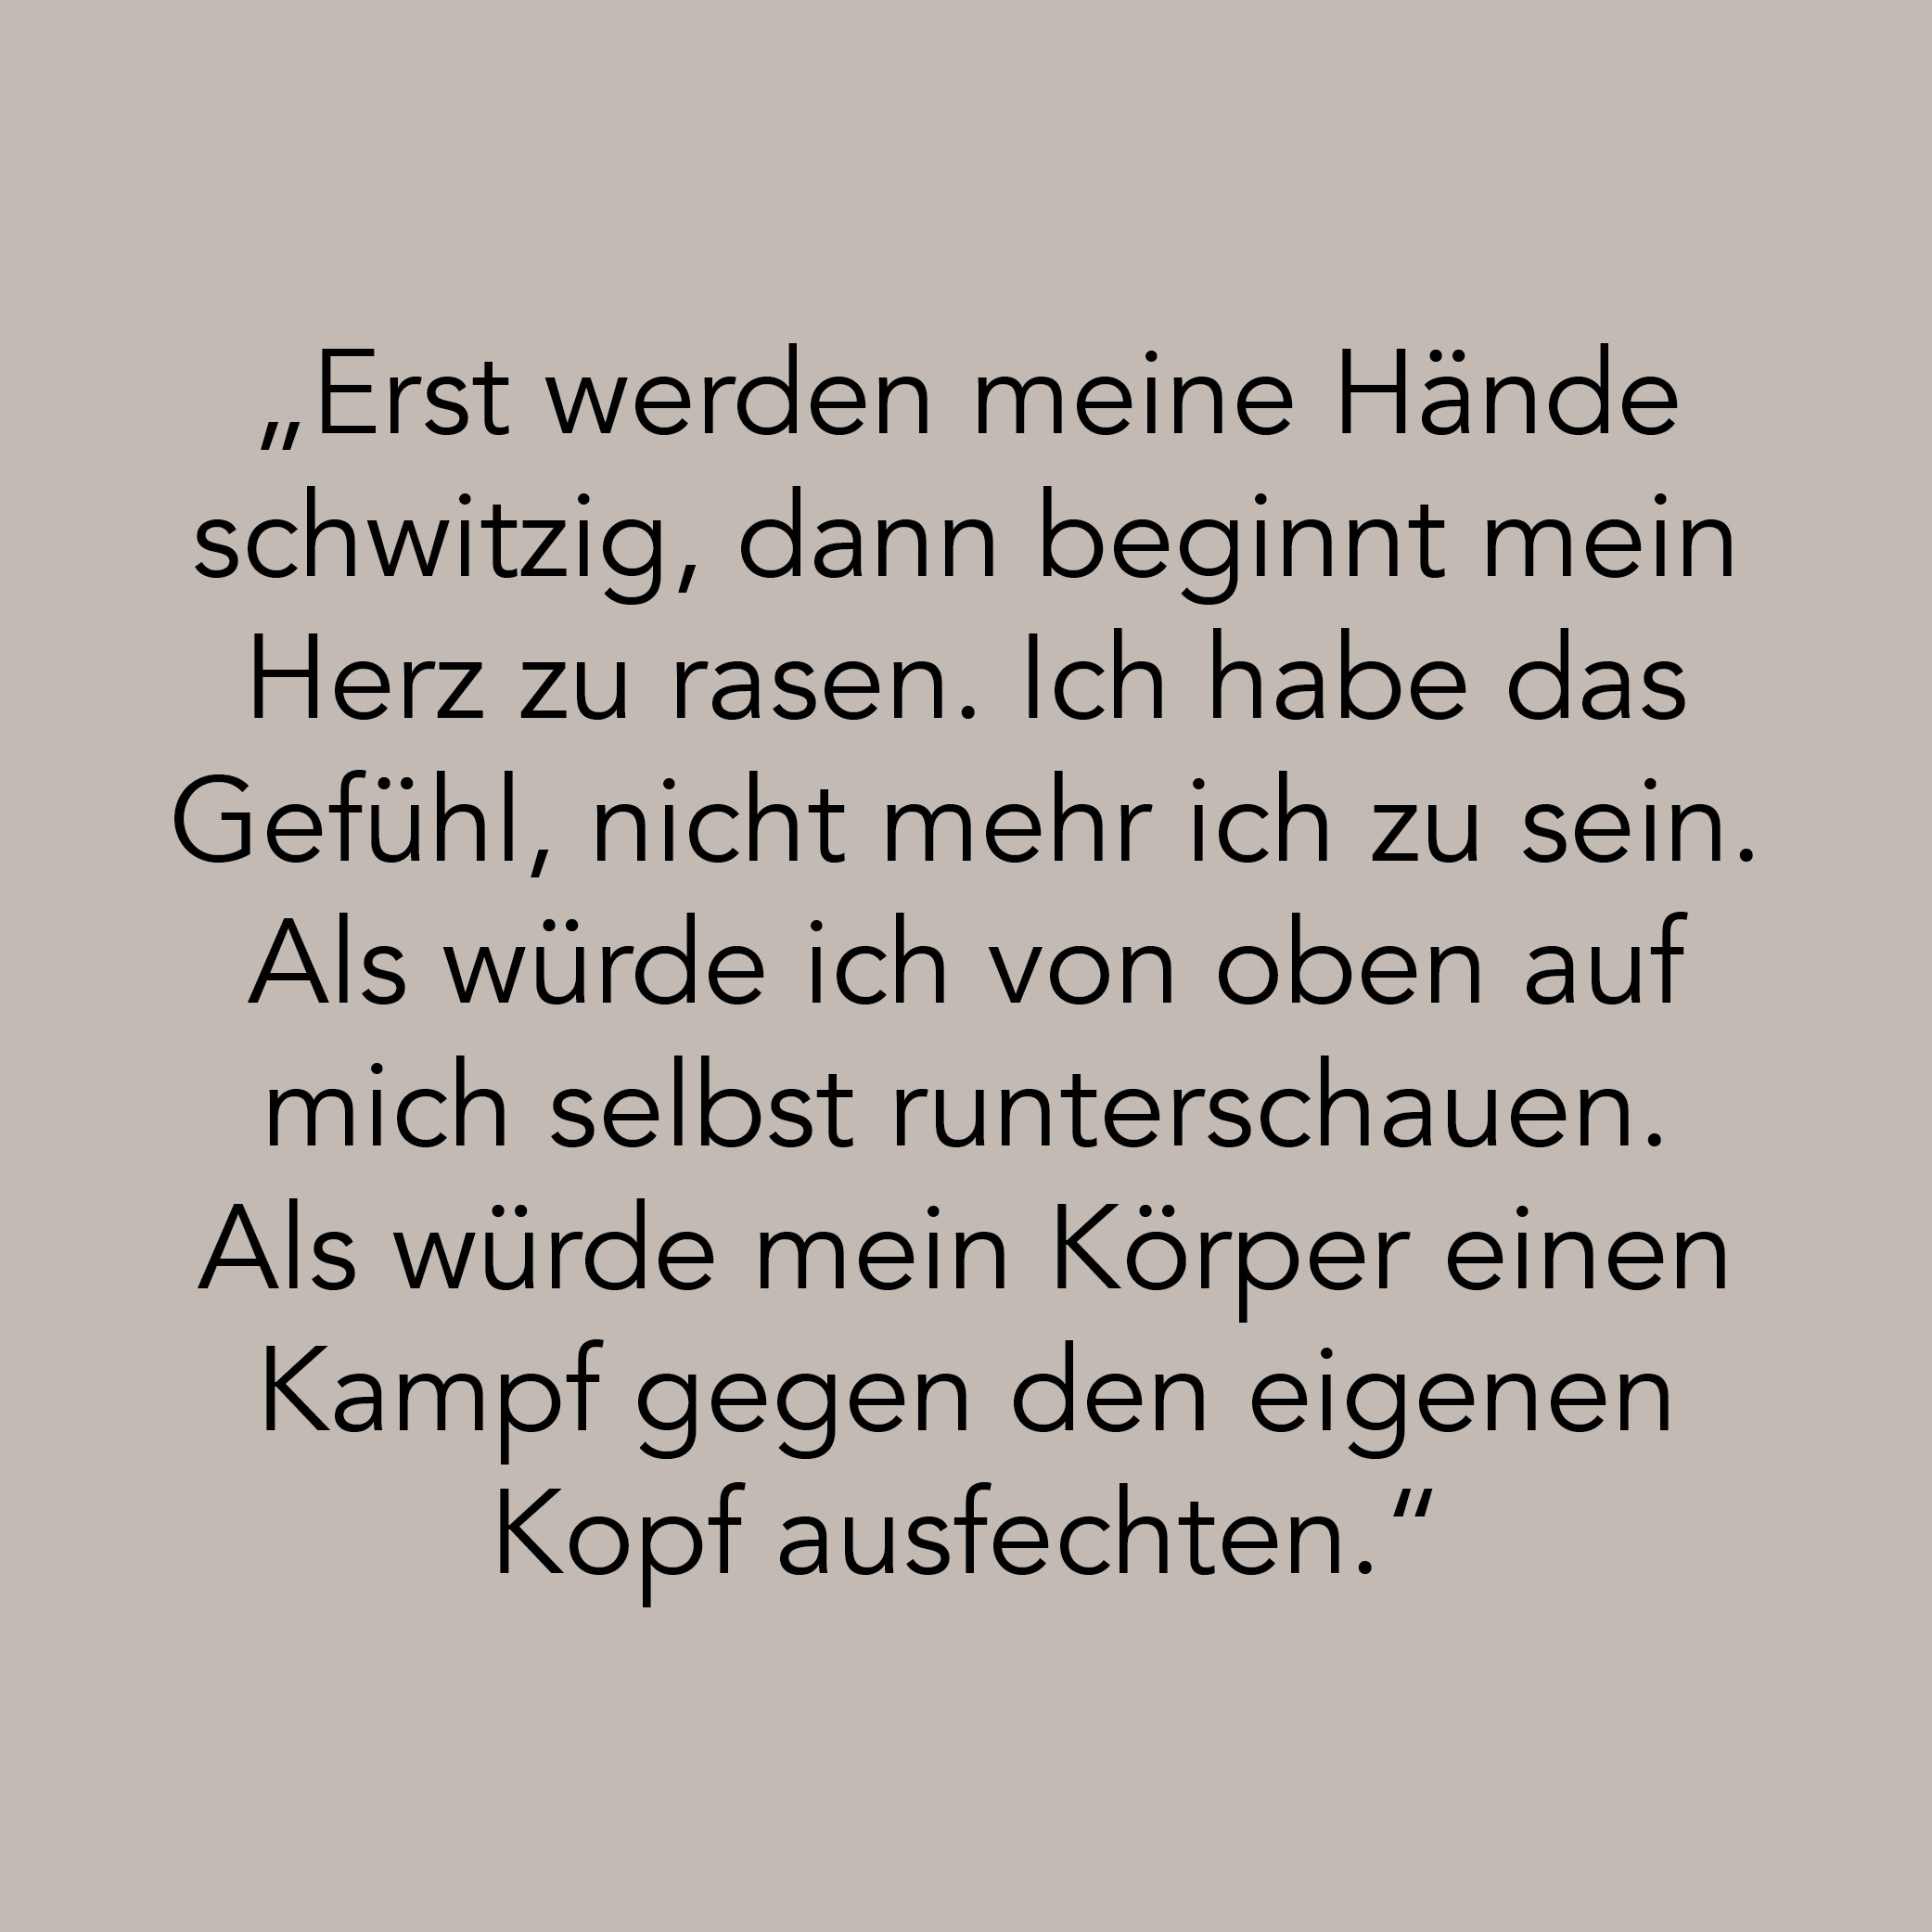 „Erst werden meine Hände
schwitzig, dann beginnt mein
Herz zu rasen. Ich habe das
Gefühl, nicht mehr ich zu sein.
Als würde ich von oben auf
mich selbst runterschauen.
Als würde mein Körper einen
Kampf gegen den eigenen
Kopf ausfechten.“